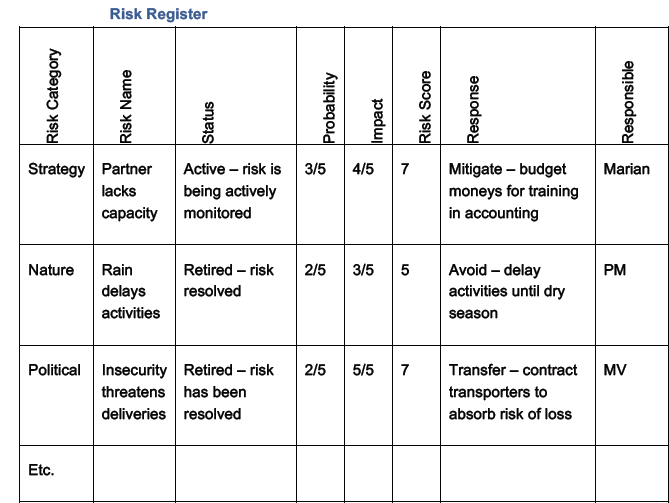 Risk Register
Risk Category Risk Name Status Probability Impact Risk Score Response Responsible
Strategy Partner Active – risk is 3/5 4/5 7 Mitigate – budget Marian
lacks being actively moneys for training
capacity monitored in accounting
Nature Rain Retired – risk 2/5 3/5 5 Avoid – delay PM
delays resolved activities until dry
activities season
Political Insecurity Retired – risk 2/5 5/5 7 Transfer – contract MV
threatens has been transporters to
deliveries resolved absorb risk of loss
Etc.